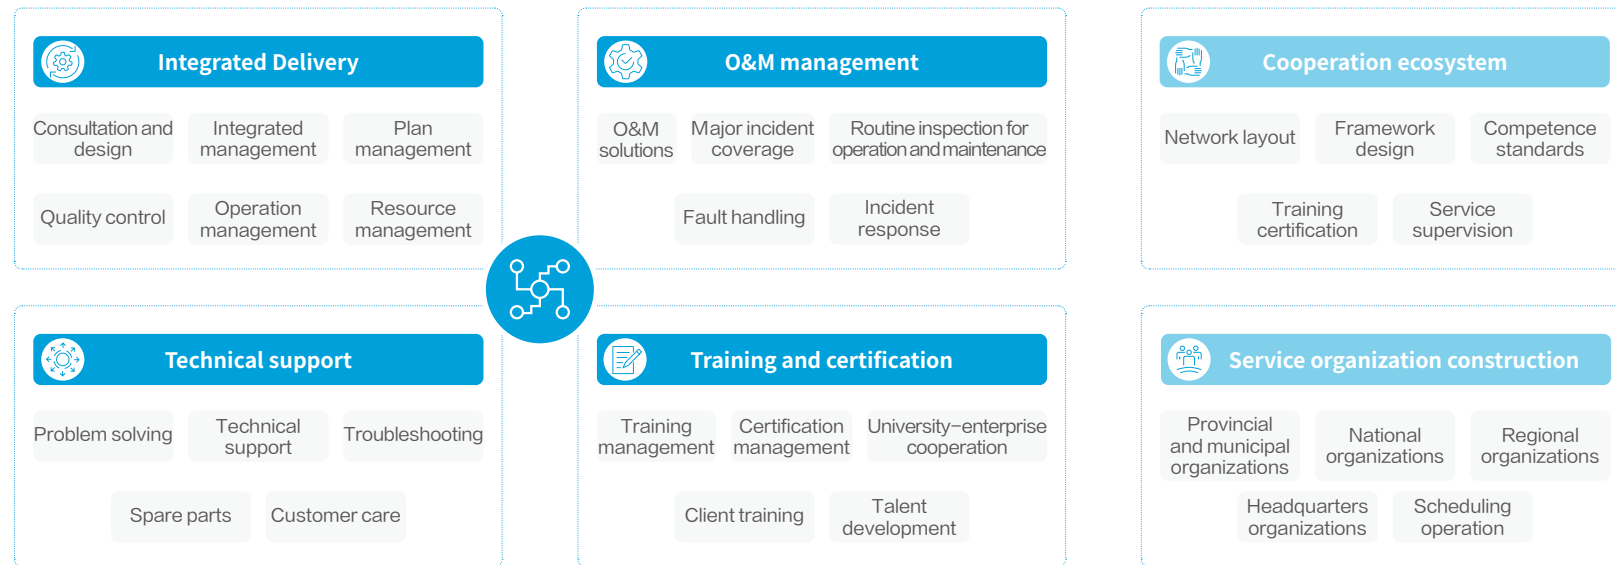 Integrated Delivery
Consultation and
design
Integrated
management
Plan
management
Quality control
Operation
management
Resource
management
O&M management
O&M
solutions
Major incident
coverage
Routine inspection for
operation and maintenance
Fault handling
Incident
response
Cooperation ecosystem
Network layout
Framework
design
Competence
standards
Training
certification
Service
supervision
Technical support
Problem solving
Technical
support
Troubleshooting
Spare parts
Customer care
Training and certification
Training
management
Certification
management
University–enterprise
cooperation
Client training
Talent
development
Service organization construction
Provincial
and municipal
organizations
National
organizations
Regional
organizations
Headquarters
organizations
Scheduling
operation